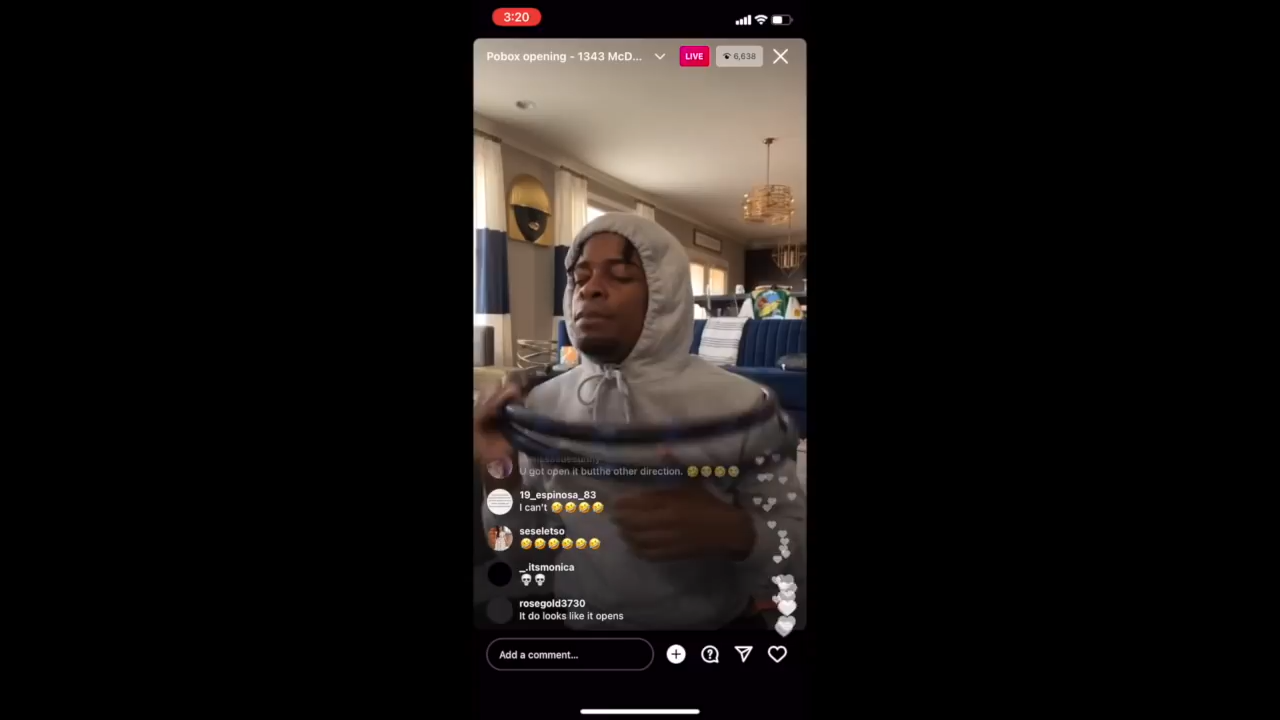 3:20
Pobox opening - 1343 McD...
LIVE
6,638
U got open it butthe other direction. 🤣🤣🤣🤣
19_espinosa_83
I can't 🤣🤣🤣🤣
seseletso
🤣🤣🤣🤣🤣🤣
_.itsmonica
💀💀
rosegold3730
It do looks like it opens
Add a comment...